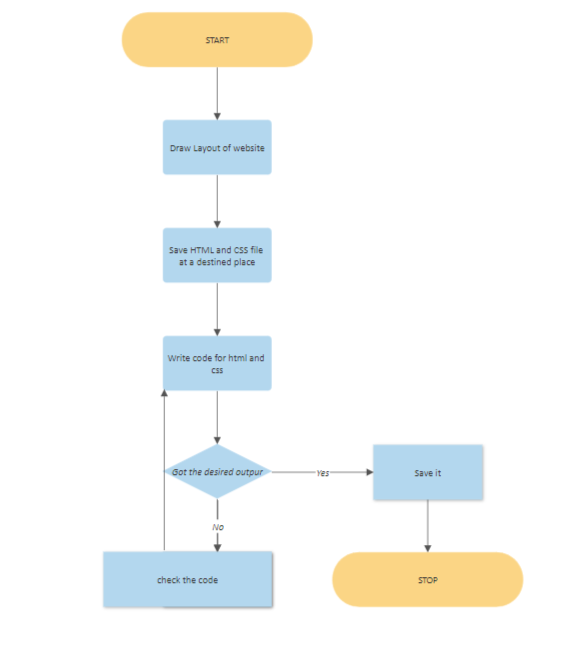 START
Draw Layout of website
Save HTML and CSS file
at a destined place
Write code for html and
css
Got the desired outpur
Yes
Save it
No
check the code
STOP